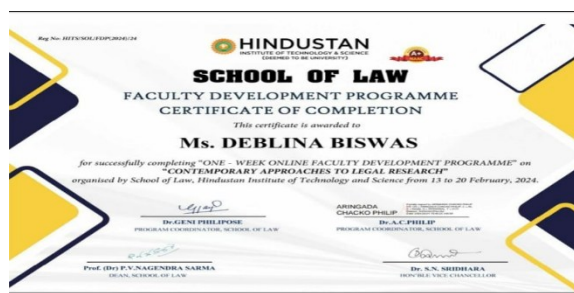 Reg No. HITS/SOL/FDP(2024)/24
HINDUSTAN
INSTITUTE OF TECHNOLOGY & SCIENCE
(DEEMED TO BE UNIVERSITY)
SCHOOL OF LAW
FACULTY DEVELOPMENT PROGRAMME
CERTIFICATE OF COMPLETION
This certificate is awarded to
Ms. DEBLINA BISWAS
for successfully completing "ONE - WEEK ONLINE FACULTY DEVELOPMENT PROGRAMME" on
"CONTEMPORARY APPROACHES TO LEGAL RESEARCH"
organised by School of Law, Hindustan Institute of Technology and Science from 13 to 20 February, 2024.
ARINGADA
CHACKO PHILIP
Dr.GENI PHILIPOSE
PROGRAM COORDINATOR, SCHOOL OF LAW
Dr.A.C.PHILIP
PROGRAM COORDINATOR, SCHOOL OF LAW
Prof. (Dr) P.V.NAGENDRA SARMA
DEAN, SCHOOL OF LAW
Dr. S.N. SRIDHARA
HON'BLE VICE CHANCELLOR